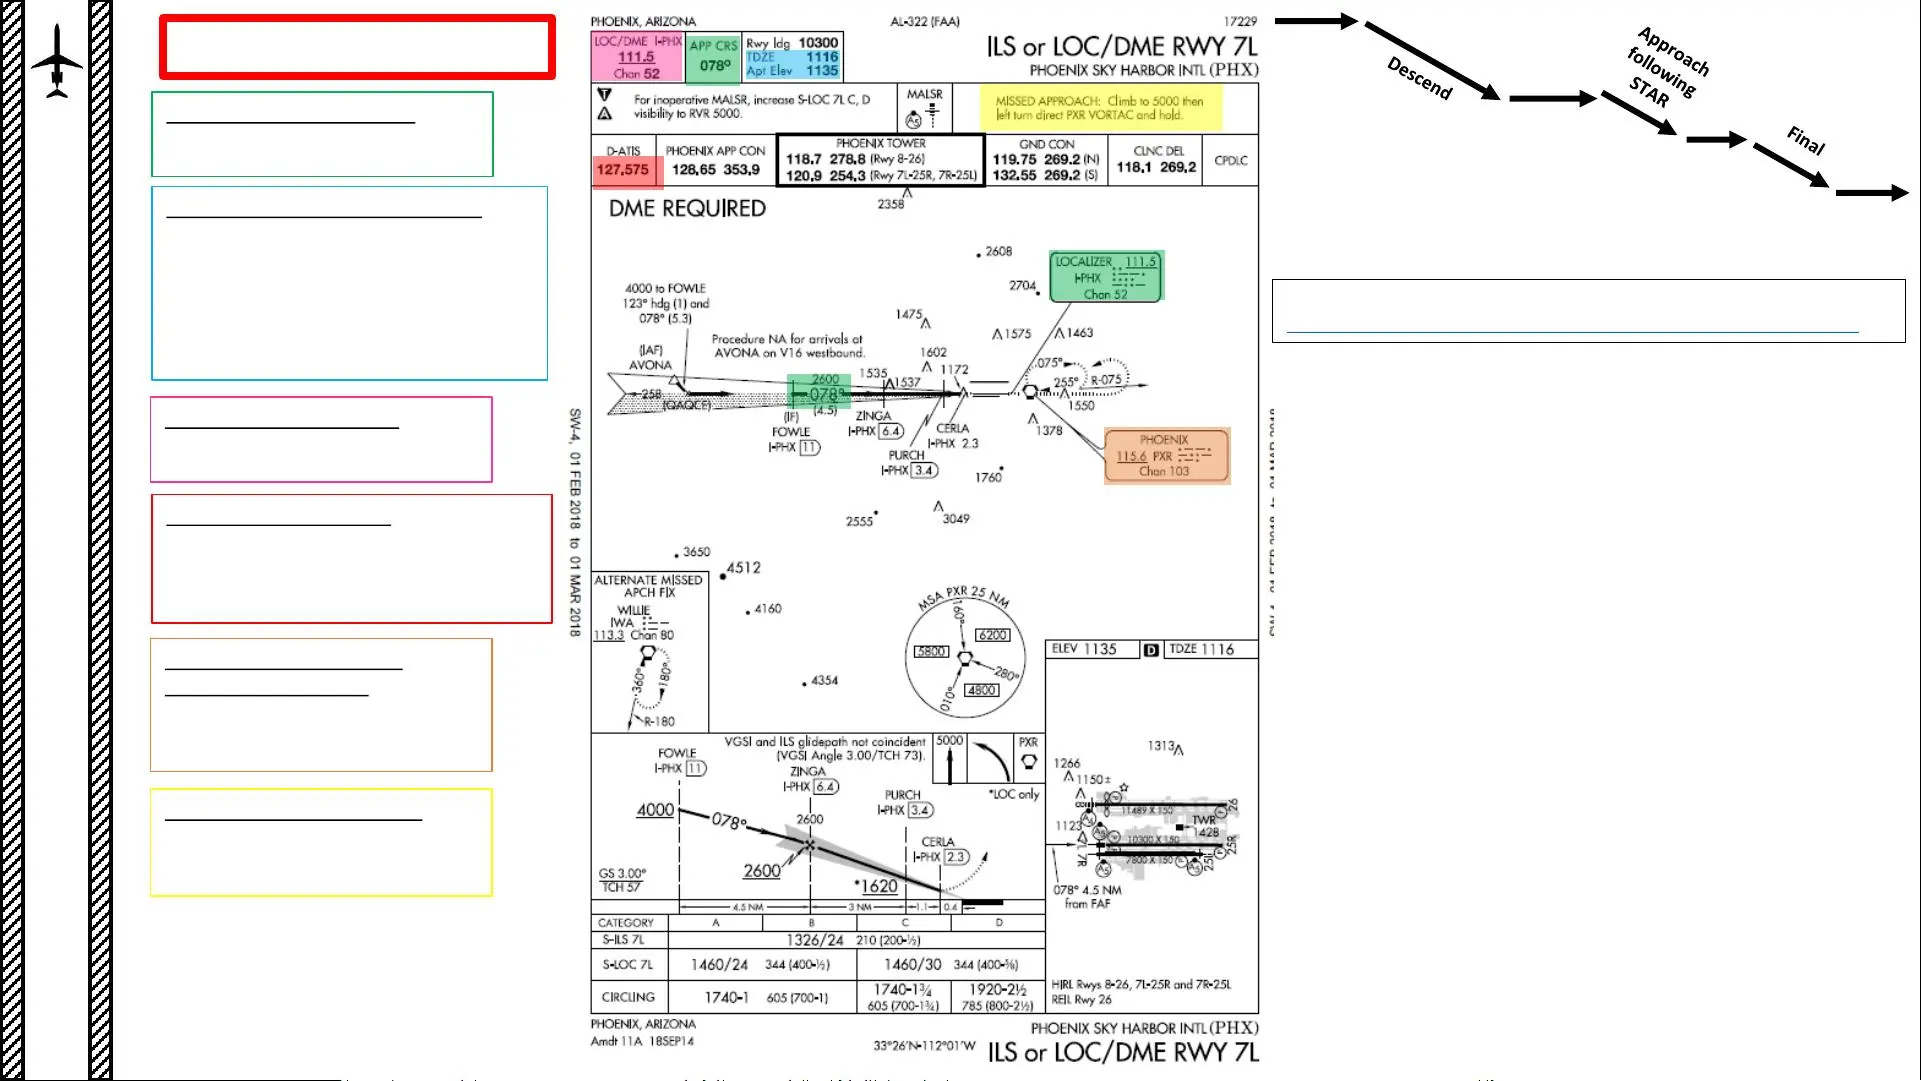 PHOENIX, ARIZONA
AL-322 (FAA)
17229
LOC/DME I-PHX
111.5
Chan 52
APP CRS
078°
Rwy ldg 10300
TDZE 1116
Apt Elev 1135
ILS or LOC/DME RWY 7L
PHOENIX SKY HARBOR INTL (PHX)
For inoperative MALSR, increase S-LOC 7L C, D
visibility to RVR 5000.
MALSR
MISSED APPROACH: Climb to 5000 then
left turn direct PXR VORTAC and hold.
D-ATIS
127.575
PHOENIX APP CON
128.65 353.9
PHOENIX TOWER
118.7 278.8 (Rwy 8-26)
120.9 254.3 (Rwy 7L-25R, 7R-25L)
GND CON
119.75 269.2 (N)
132.55 269.2 (S)
CLNC DEL
118.1 269.2
CPDLC
DME REQUIRED
2358
2608
LOCALIZER 111.5
I-PHX
Chan 52
2704
4000 to FOWLE
123° hdg (1) and
078° (5.3)
1475
1575
1463
Procedure NA for arrivals at
AVONA on V16 westbound.
(IAF)
AVONA
1602
1535
1537
1172
075°
255°
R-075
1550
2600
078°
(4.5)
258
(QAQCE)
(IF)
FOWLE
I-PHX 11
ZINGA
I-PHX 6.4
CERLA
I-PHX 2.3
PURCH
I-PHX 3.4
1378
PHOENIX
115.6 PXR
Chan 103
1760
2555
3049
3650
4512
4160
4354
ALTERNATE MISSED
APCH FIX
WILLIE
IWA
113.3 Chan 80
360°
180°
R-180
MSA PXR 25 NM
160°
6200
5800
280°
4800
010°
ELEV 1135
D
TDZE 1116
VGSI and ILS glidepath not coincident
(VGSI Angle 3.00/TCH 73).
5000
PXR
*LOC only
FOWLE
I-PHX 11
ZINGA
I-PHX 6.4
PURCH
I-PHX 3.4
CERLA
I-PHX 2.3
4000
078°
2600
2600
*1620
GS 3.00°
TCH 57
4.5 NM
3 NM
1.1
0.4
1313
1266
1150±
11489 X 150
26
TWR
1428
1123
10300 X 150
25R
7L
7R
7800 X 150
25L
078° 4.5 NM
from FAF
CATEGORY A B C D
S-ILS 7L 1326/24 210 (200-½)
S-LOC 7L 1460/24 344 (400-½) 1460/30 344 (400-⅝)
CIRCLING 1740-1 605 (700-1) 1740-1¾ 605 (700-1¾) 1920-2½ 785 (800-2½)
HIRL Rwys 8-26, 7L-25R and 7R-25L
REIL Rwy 26
PHOENIX, ARIZONA
Amdt 11A 18SEP14
33°26'N-112°01'W
PHOENIX SKY HARBOR INTL (PHX)
ILS or LOC/DME RWY 7L
SW-4, 01 FEB 2018 to 01 MAR 2018
Descend
Approach
following
STAR
Final